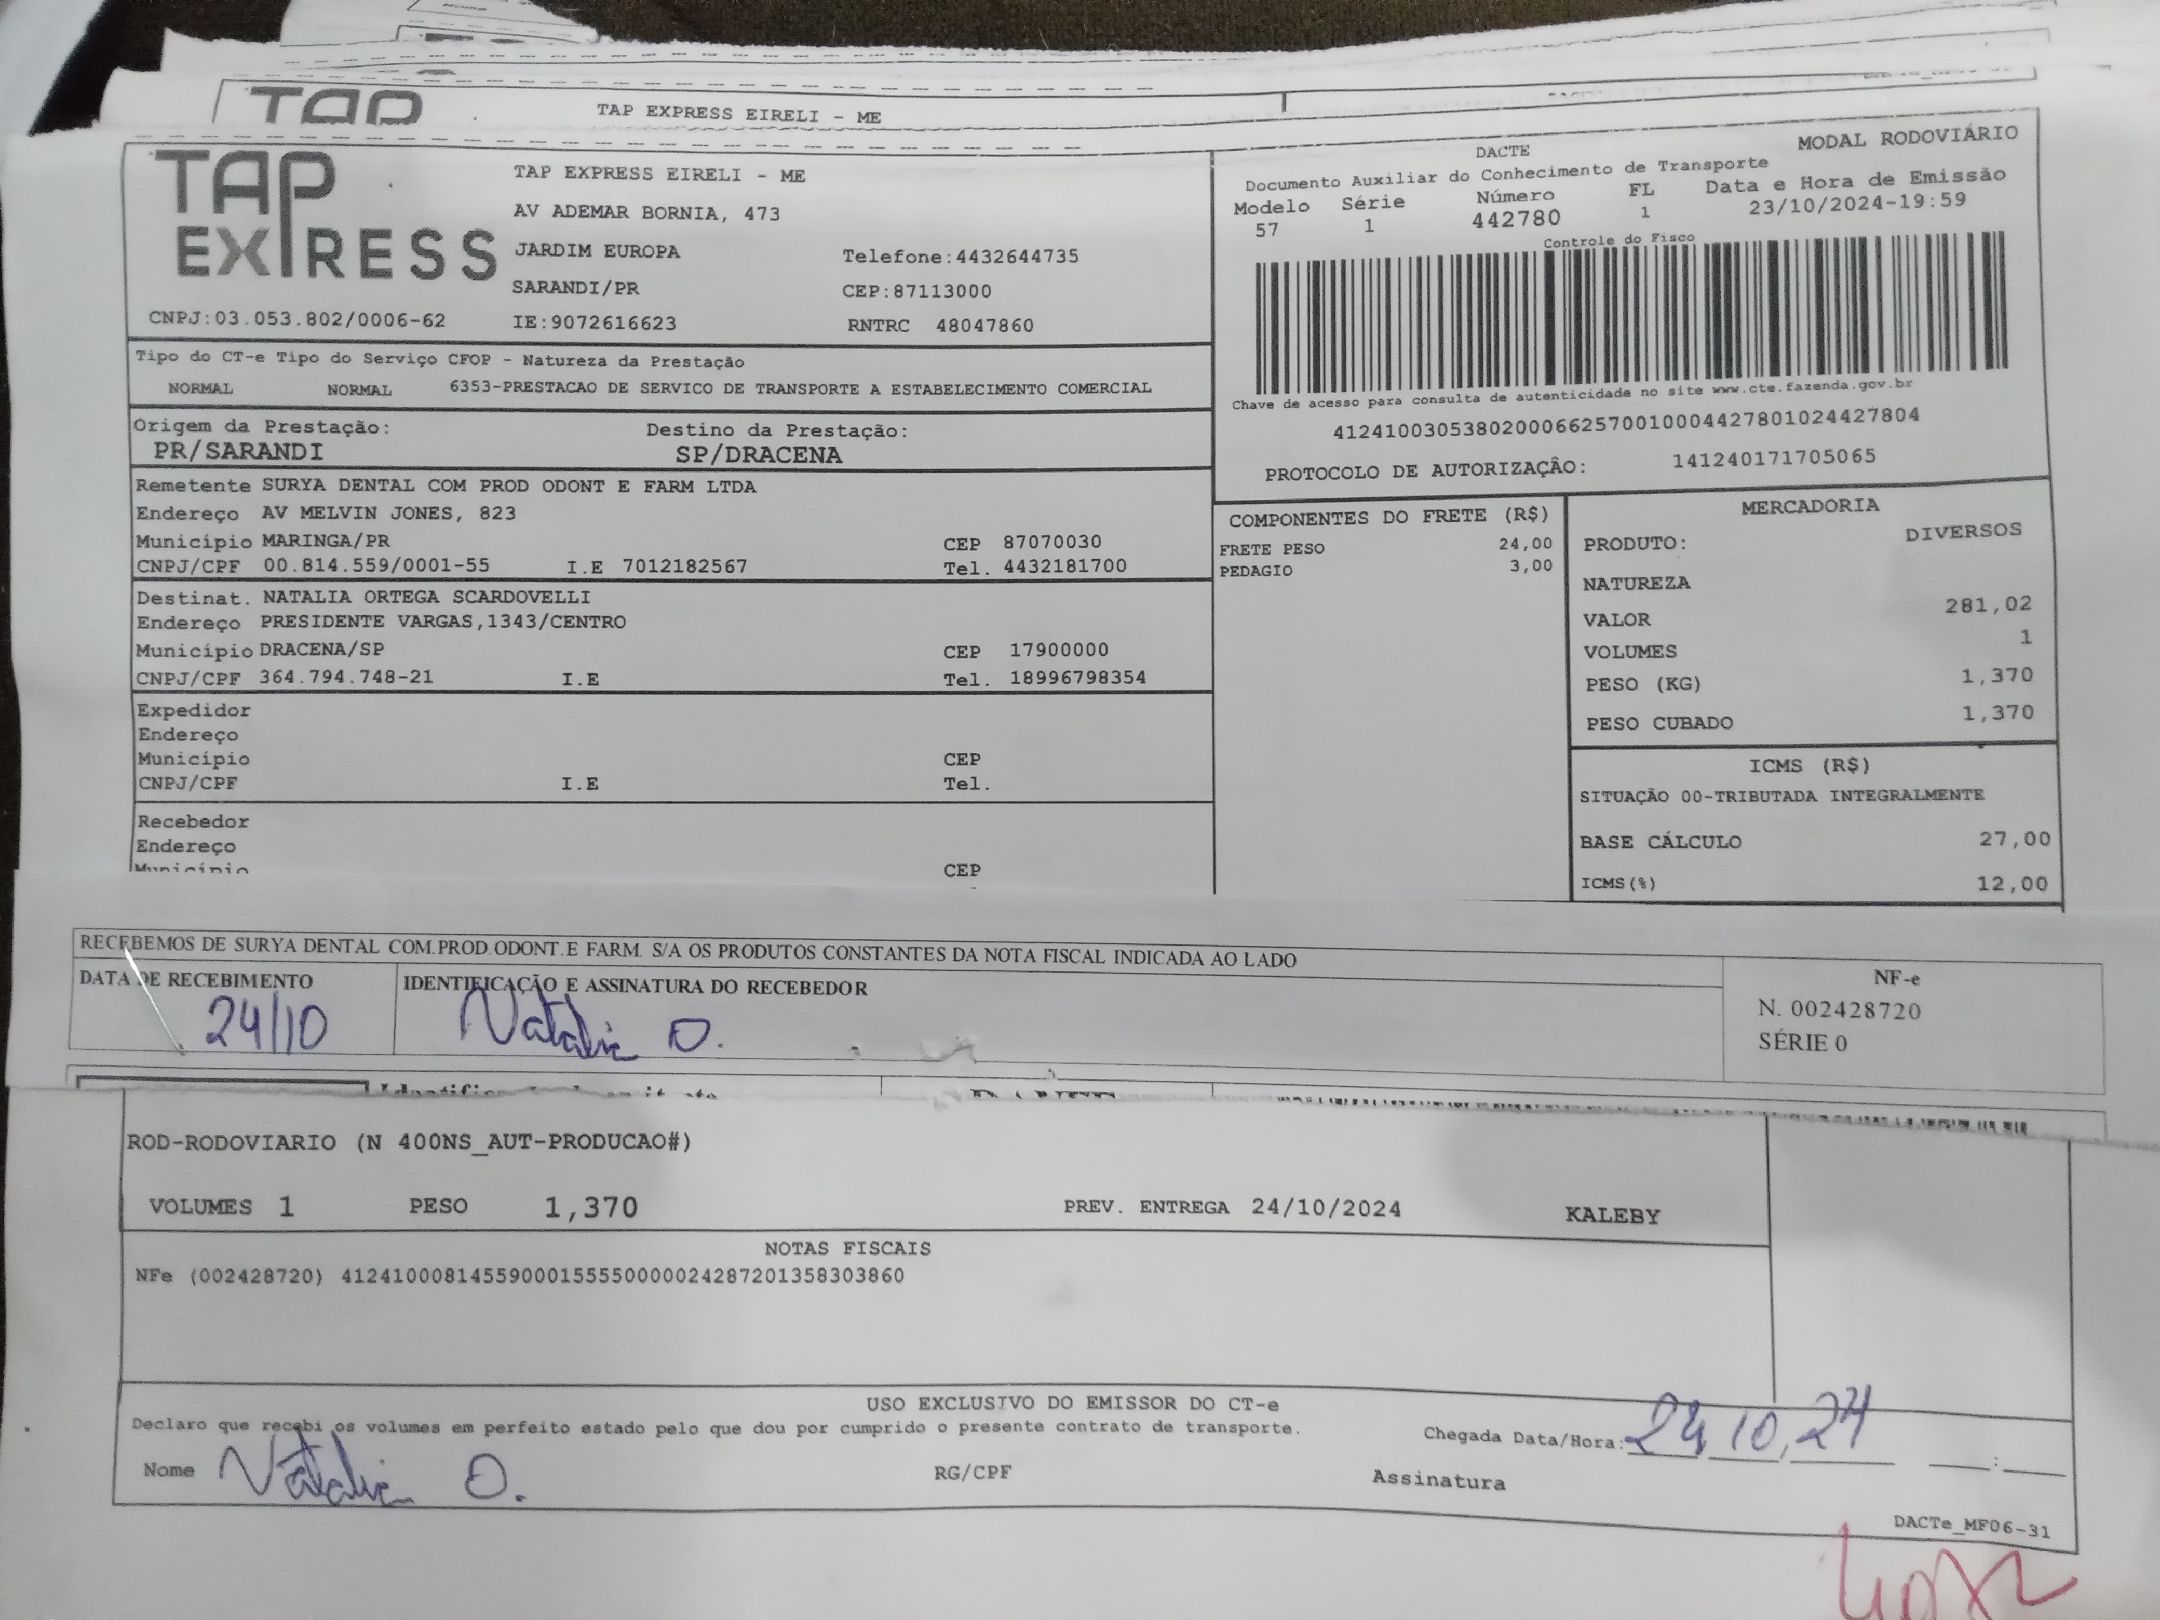 TAP
TAP EXPRESS EIRELI - ME
TAP EXPRESS
TAP EXPRESS EIRELI - ME
AV ADEMAR BORNIA, 473
JARDIM EUROPA Telefone:4432644735
SARANDI/PR CEP:87113000
CNPJ:03.053.802/0006-62 IE:9072616623 RNTRC 48047860
DACTE MODAL RODOVIÁRIO
Documento Auxiliar do Conhecimento de Transporte
Modelo Série Número FL Data e Hora de Emissão
57 1 442780 1 23/10/2024-19:59
Controle do Fisco
Chave de acesso para consulta de autenticidade no site www.cte.fazenda.gov.br
41241003053802000662570010004427801024427804
PROTOCOLO DE AUTORIZAÇÃO: 141240171705065
Tipo do CT-e Tipo do Serviço CFOP - Natureza da Prestação
NORMAL NORMAL 6353-PRESTACAO DE SERVICO DE TRANSPORTE A ESTABELECIMENTO COMERCIAL
Origem da Prestação: Destino da Prestação:
PR/SARANDI SP/DRACENA
Remetente SURYA DENTAL COM PROD ODONT E FARM LTDA
Endereço AV MELVIN JONES, 823
Município MARINGA/PR CEP 87070030
CNPJ/CPF 00.814.559/0001-55 I.E 7012182567 Tel. 4432181700
Destinat. NATALIA ORTEGA SCARDOVELLI
Endereço PRESIDENTE VARGAS,1343/CENTRO
Município DRACENA/SP CEP 17900000
CNPJ/CPF 364.794.748-21 I.E Tel. 18996798354
Expedidor
Endereço
Município CEP
CNPJ/CPF I.E Tel.
Recebedor
Endereço
Município CEP
COMPONENTES DO FRETE (R$)
FRETE PESO 24,00
PEDAGIO 3,00
MERCADORIA
PRODUTO: DIVERSOS
NATUREZA
VALOR 281,02
VOLUMES 1
PESO (KG) 1,370
PESO CUBADO 1,370
ICMS (R$)
SITUAÇÃO 00-TRIBUTADA INTEGRALMENTE
BASE CÁLCULO 27,00
ICMS(%) 12,00
RECEBEMOS DE SURYA DENTAL COM.PROD.ODONT.E FARM. S/A OS PRODUTOS CONSTANTES DA NOTA FISCAL INDICADA AO LADO
DATA DE RECEBIMENTO IDENTIFICAÇÃO E ASSINATURA DO RECEBEDOR
24/10 Natalia O.
NF-e
N. 002428720
SÉRIE 0
ROD-RODOVIARIO (N 400NS_AUT-PRODUCAO#)
VOLUMES 1 PESO 1,370 PREV. ENTREGA 24/10/2024 KALEBY
NOTAS FISCAIS
NFe (002428720) 41241000814559000155550000024287201358303860
USO EXCLUSIVO DO EMISSOR DO CT-e
Declaro que recebi os volumes em perfeito estado pelo que dou por cumprido o presente contrato de transporte.
Chegada Data/Hora: 24 10 24 :
Nome Natalia O. RG/CPF Assinatura
DACTe_MF06-31